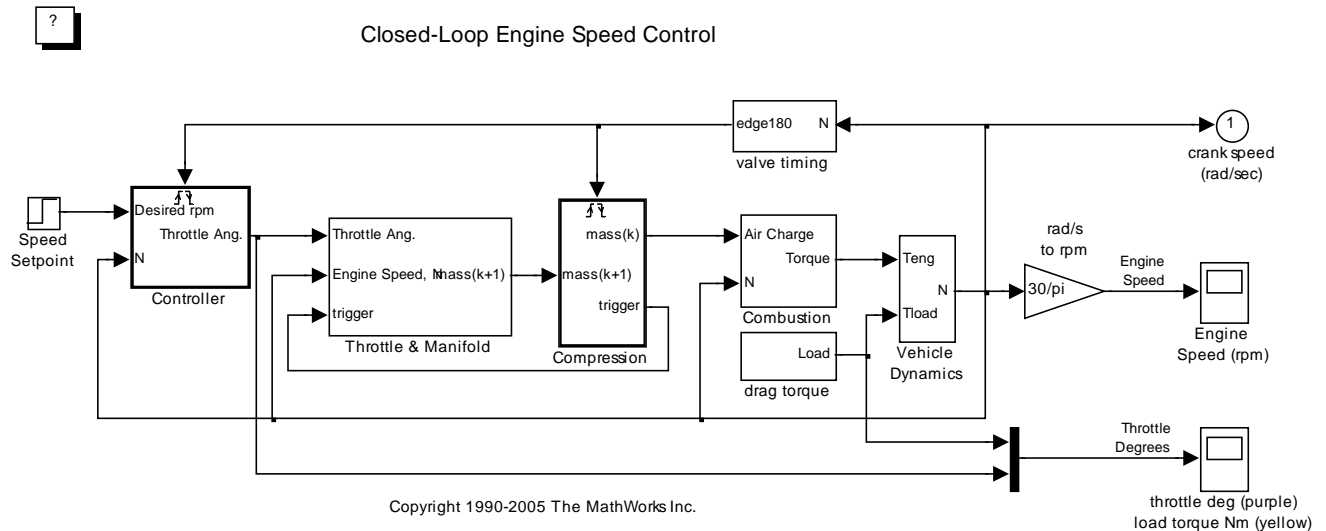 ?
Closed-Loop Engine Speed Control
edge180 N
valve timing
1
crank speed
(rad/sec)
Speed
Setpoint
Desired rpm
Throttle Ang.
N
Controller
Throttle Ang.
Engine Speed, N
mass(k+1)
trigger
Throttle & Manifold
mass(k)
mass(k+1)
trigger
Compression
Air Charge
Torque
N
Combustion
Load
drag torque
Teng
N
Tload
Vehicle
Dynamics
rad/s
to rpm
30/pi
Engine
Speed
Engine
Speed (rpm)
Throttle
Degrees
throttle deg (purple)
load torque Nm (yellow)
Copyright 1990-2005 The MathWorks Inc.